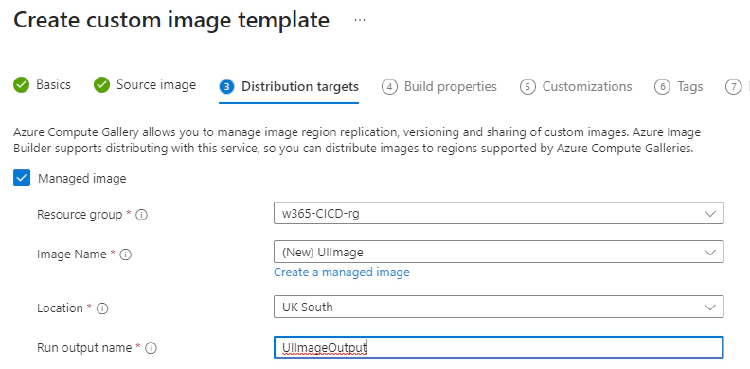 Create custom image template ...
Basics Source image 3 Distribution targets 4 Build properties 5 Customizations 6 Tags 7
Azure Compute Gallery allows you to manage image region replication, versioning and sharing of custom images. Azure Image
Builder supports distributing with this service, so you can distribute images to regions supported by Azure Compute Galleries.
Managed image
Resource group * w365-CICD-rg
Image Name * (New) UIImage
Create a managed image
Location * UK South
Run output name * UIImageOutput